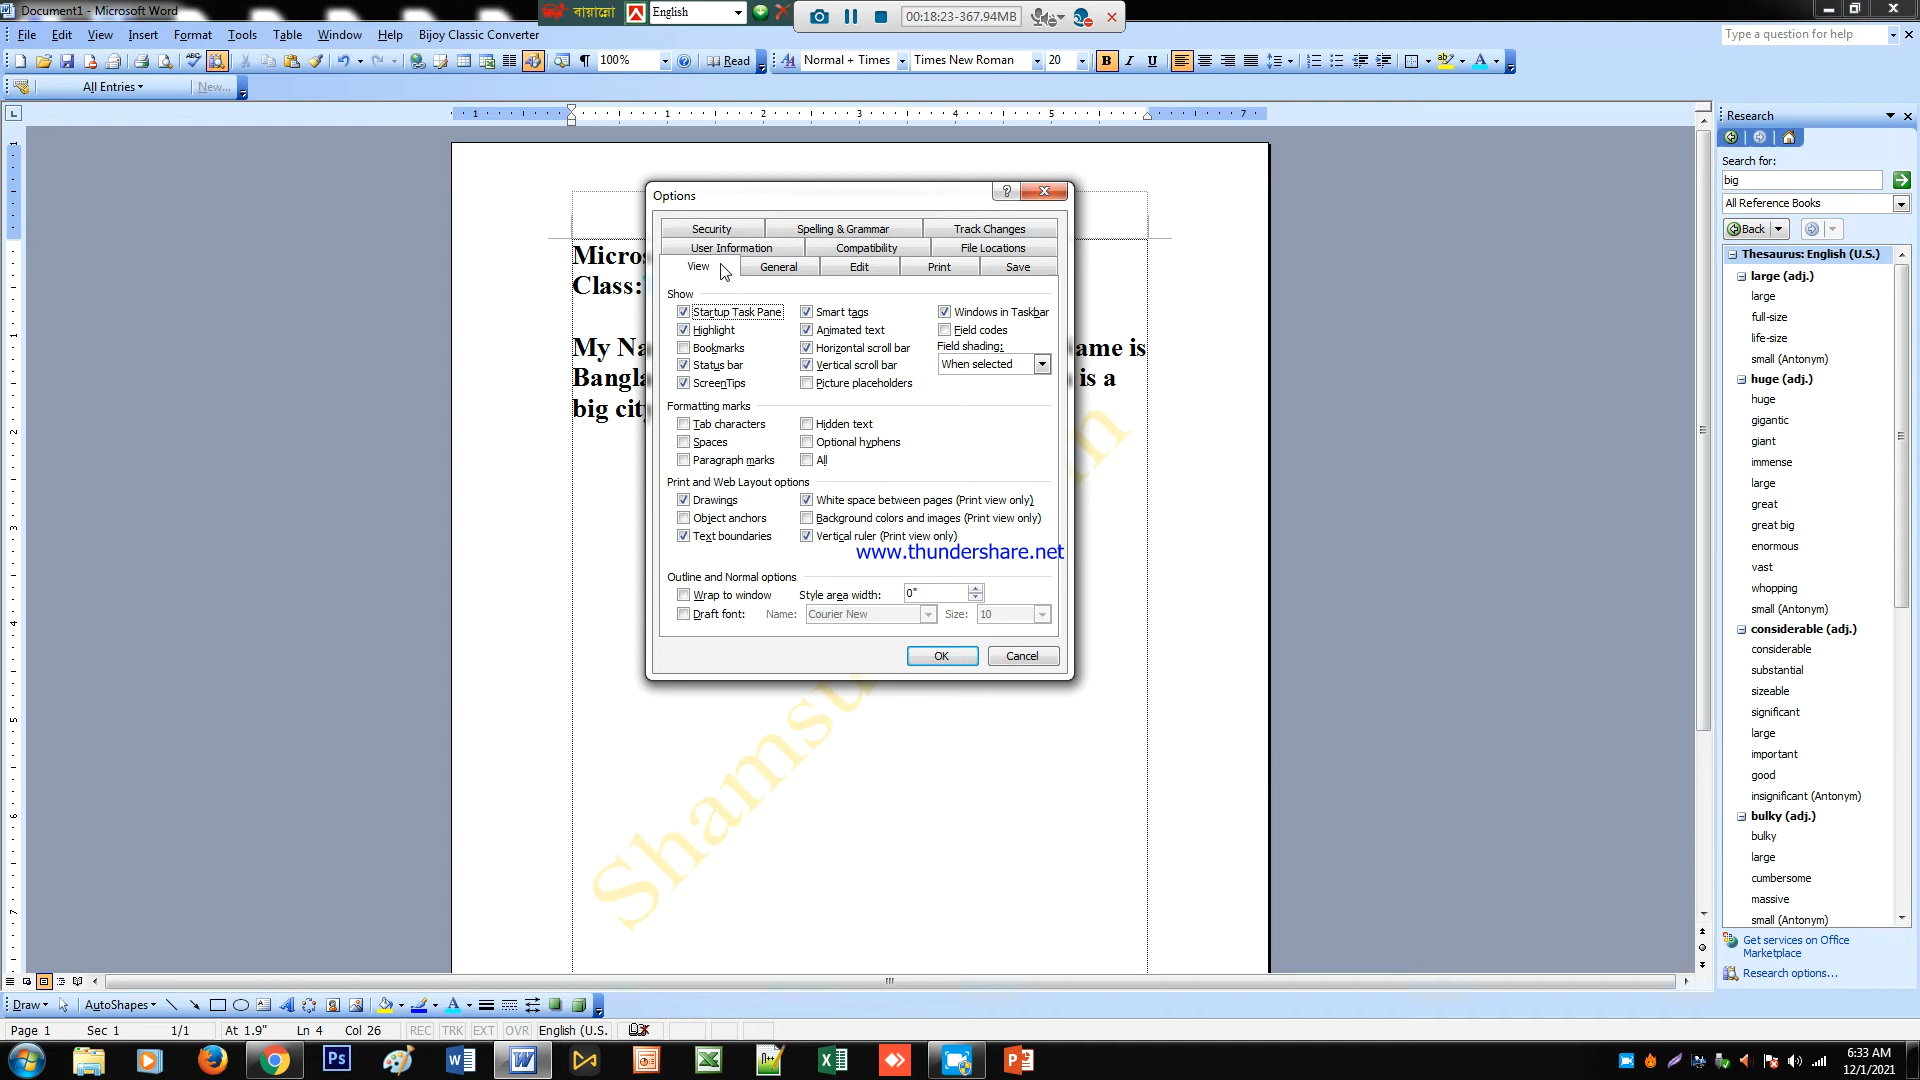 Document1 - Microsoft Word
বায়ান্নো
English
00:18:23-367.94MB
File Edit View Insert Format Tools Table Window Help Bijoy Classic Converter
Type a question for help
100%
Read
Normal + Times
Times New Roman
20
B I U
All Entries
New...
1 1 2 3 4 5 7
Research
Search for:
big
All Reference Books
Back
Thesaurus: English (U.S.)
large (adj.)
large
full-size
life-size
small (Antonym)
huge (adj.)
huge
gigantic
giant
immense
large
great
great big
enormous
vast
whopping
small (Antonym)
considerable (adj.)
considerable
substantial
sizeable
significant
large
important
good
insignificant (Antonym)
bulky (adj.)
bulky
large
cumbersome
massive
small (Antonym)
Get services on Office
Marketplace
Research options...
Micros
Class:
My Na ame is
Bangla is a
big city
Shamsu
Options
Security Spelling & Grammar Track Changes
User Information Compatibility File Locations
View General Edit Print Save
Show
Startup Task Pane Smart tags Windows in Taskbar
Highlight Animated text Field codes
Bookmarks Horizontal scroll bar Field shading:
Status bar Vertical scroll bar When selected
ScreenTips Picture placeholders
Formatting marks
Tab characters Hidden text
Spaces Optional hyphens
Paragraph marks All
Print and Web Layout options
Drawings White space between pages (Print view only)
Object anchors Background colors and images (Print view only)
Text boundaries Vertical ruler (Print view only)
www.thundershare.net
Outline and Normal options
Wrap to window Style area width: 0"
Draft font: Name: Courier New Size: 10
OK Cancel
Draw AutoShapes
Page 1 Sec 1 1/1 At 1.9" Ln 4 Col 26 REC TRK EXT OVR English (U.S.
6:33 AM
12/1/2021